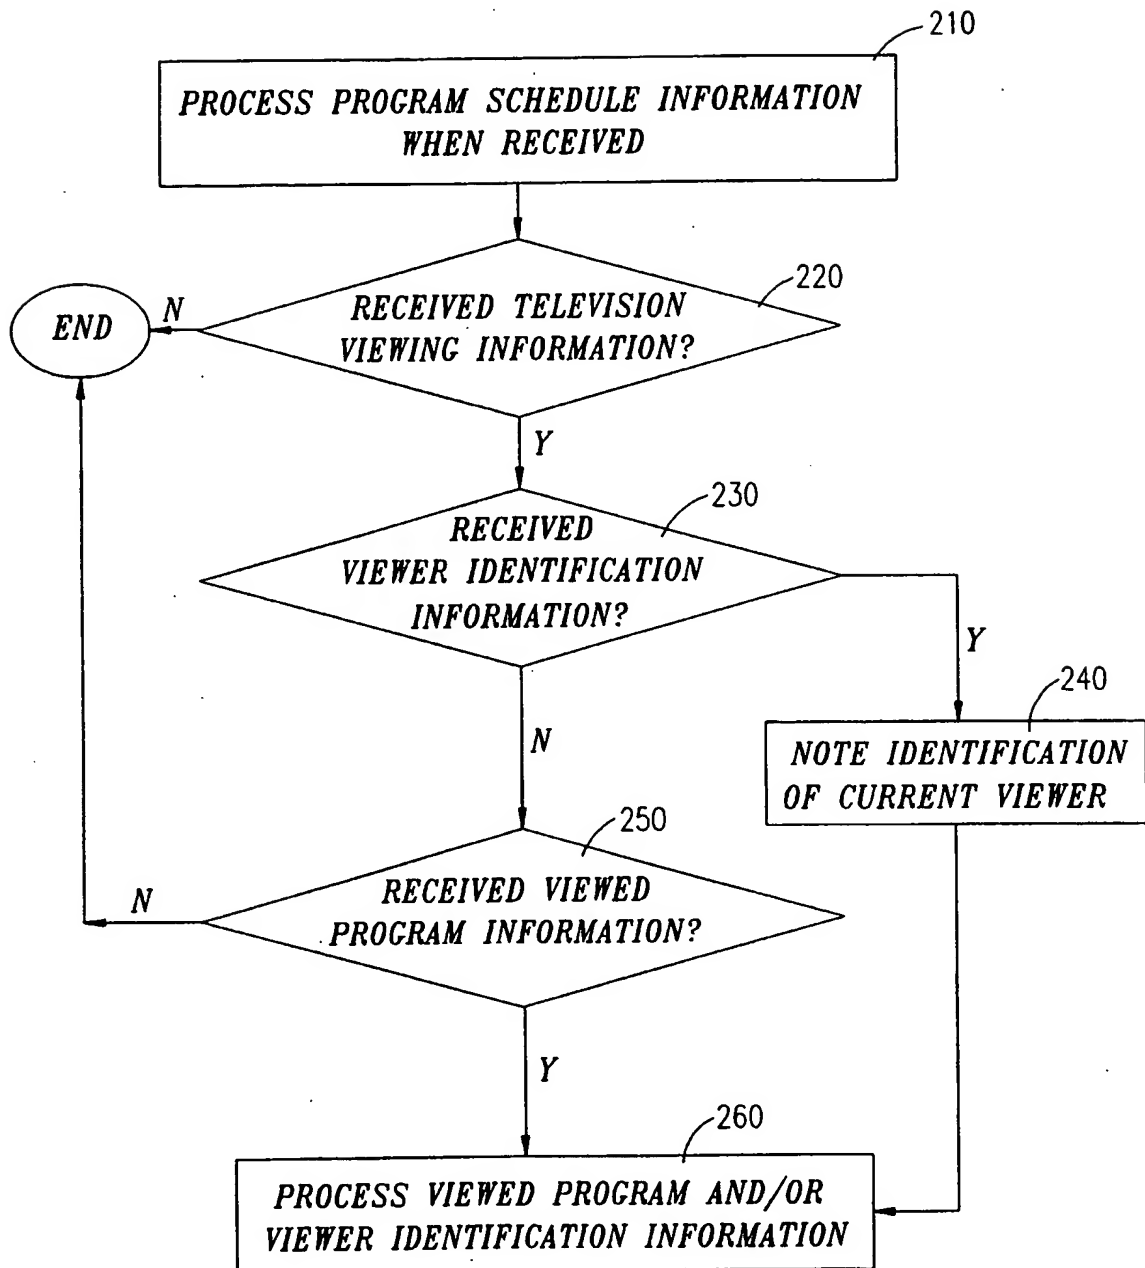 210
PROCESS PROGRAM SCHEDULE INFORMATION
WHEN RECEIVED
220
END
N
RECEIVED TELEVISION
VIEWING INFORMATION?
Y
230
RECEIVED
VIEWER IDENTIFICATION
INFORMATION?
Y
240
N
NOTE IDENTIFICATION
OF CURRENT VIEWER
250
RECEIVED VIEWED
N
PROGRAM INFORMATION?
Y
260
PROCESS VIEWED PROGRAM AND/OR
VIEWER IDENTIFICATION INFORMATION